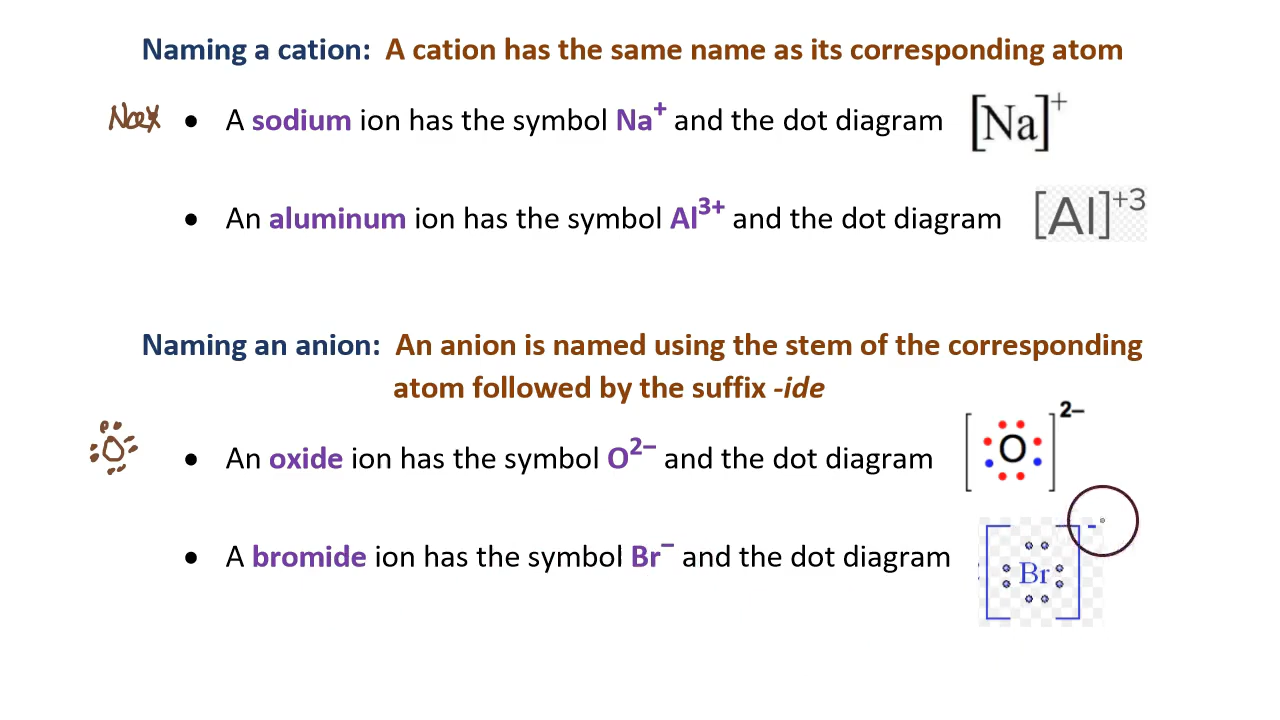 Naming a cation: A cation has the same name as its corresponding atom
• A sodium ion has the symbol Na⁺ and the dot diagram [Na]⁺
• An aluminum ion has the symbol Al³⁺ and the dot diagram [Al]⁺³
Naming an anion: An anion is named using the stem of the corresponding
atom followed by the suffix -ide
O
• An oxide ion has the symbol O²⁻ and the dot diagram [O]²⁻
• A bromide ion has the symbol Br⁻ and the dot diagram [Br]⁻